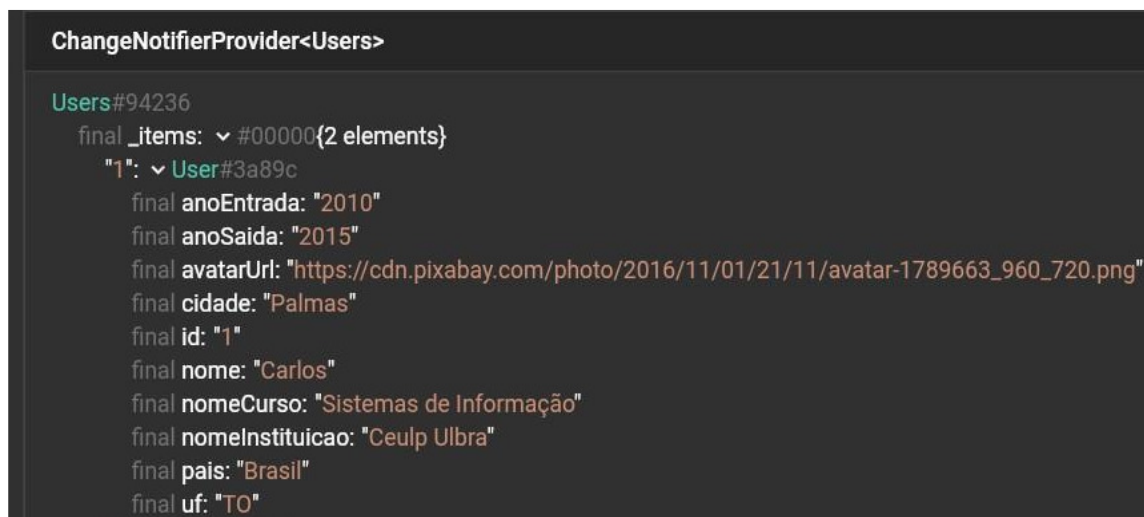 ChangeNotifierProvider<Users>
Users#94236
final _items: #00000{2 elements}
"1": User#3a89c
final anoEntrada: "2010"
final anoSaida: "2015"
final avatarUrl: "https://cdn.pixabay.com/photo/2016/11/01/21/11/avatar-1789663_960_720.png"
final cidade: "Palmas"
final id: "1"
final nome: "Carlos"
final nomeCurso: "Sistemas de Informação"
final nomeInstituicao: "Ceulp Ulbra"
final pais: "Brasil"
final uf: "TO"